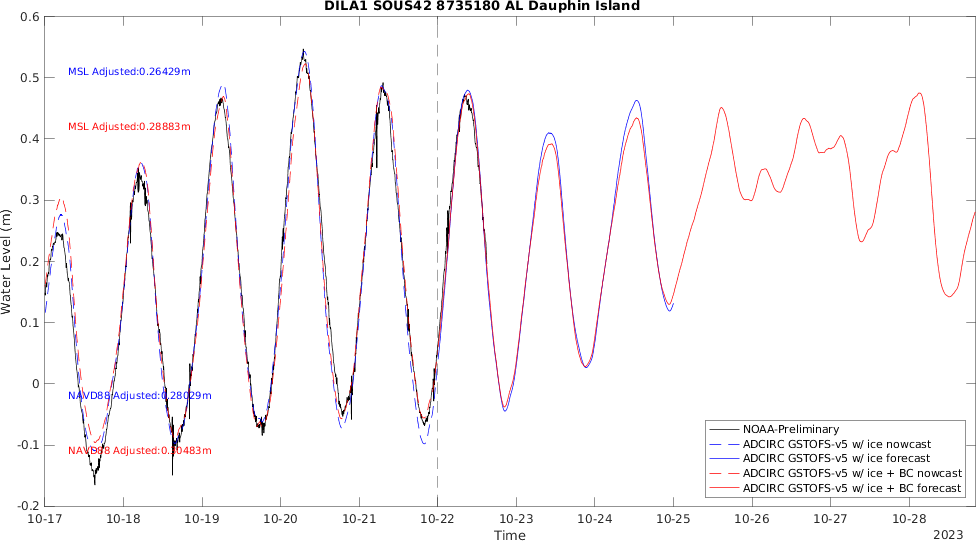 DILA1 SOUS42 8735180 AL Dauphin Island
Water Level (m)
0.6
0.5
0.4
0.3
0.2
0.1
0
-0.1
-0.2
MSL Adjusted:0.26429m
MSL Adjusted:0.28883m
NAVD88 Adjusted:0.28029m
NAVD88 Adjusted:0.30483m
NOAA-Preliminary
ADCIRC GSTOFS-v5 w/ ice nowcast
ADCIRC GSTOFS-v5 w/ ice forecast
ADCIRC GSTOFS-v5 w/ ice + BC nowcast
ADCIRC GSTOFS-v5 w/ ice + BC forecast
10-17 10-18 10-19 10-20 10-21 10-22 10-23 10-24 10-25 10-26 10-27 10-28
Time
2023